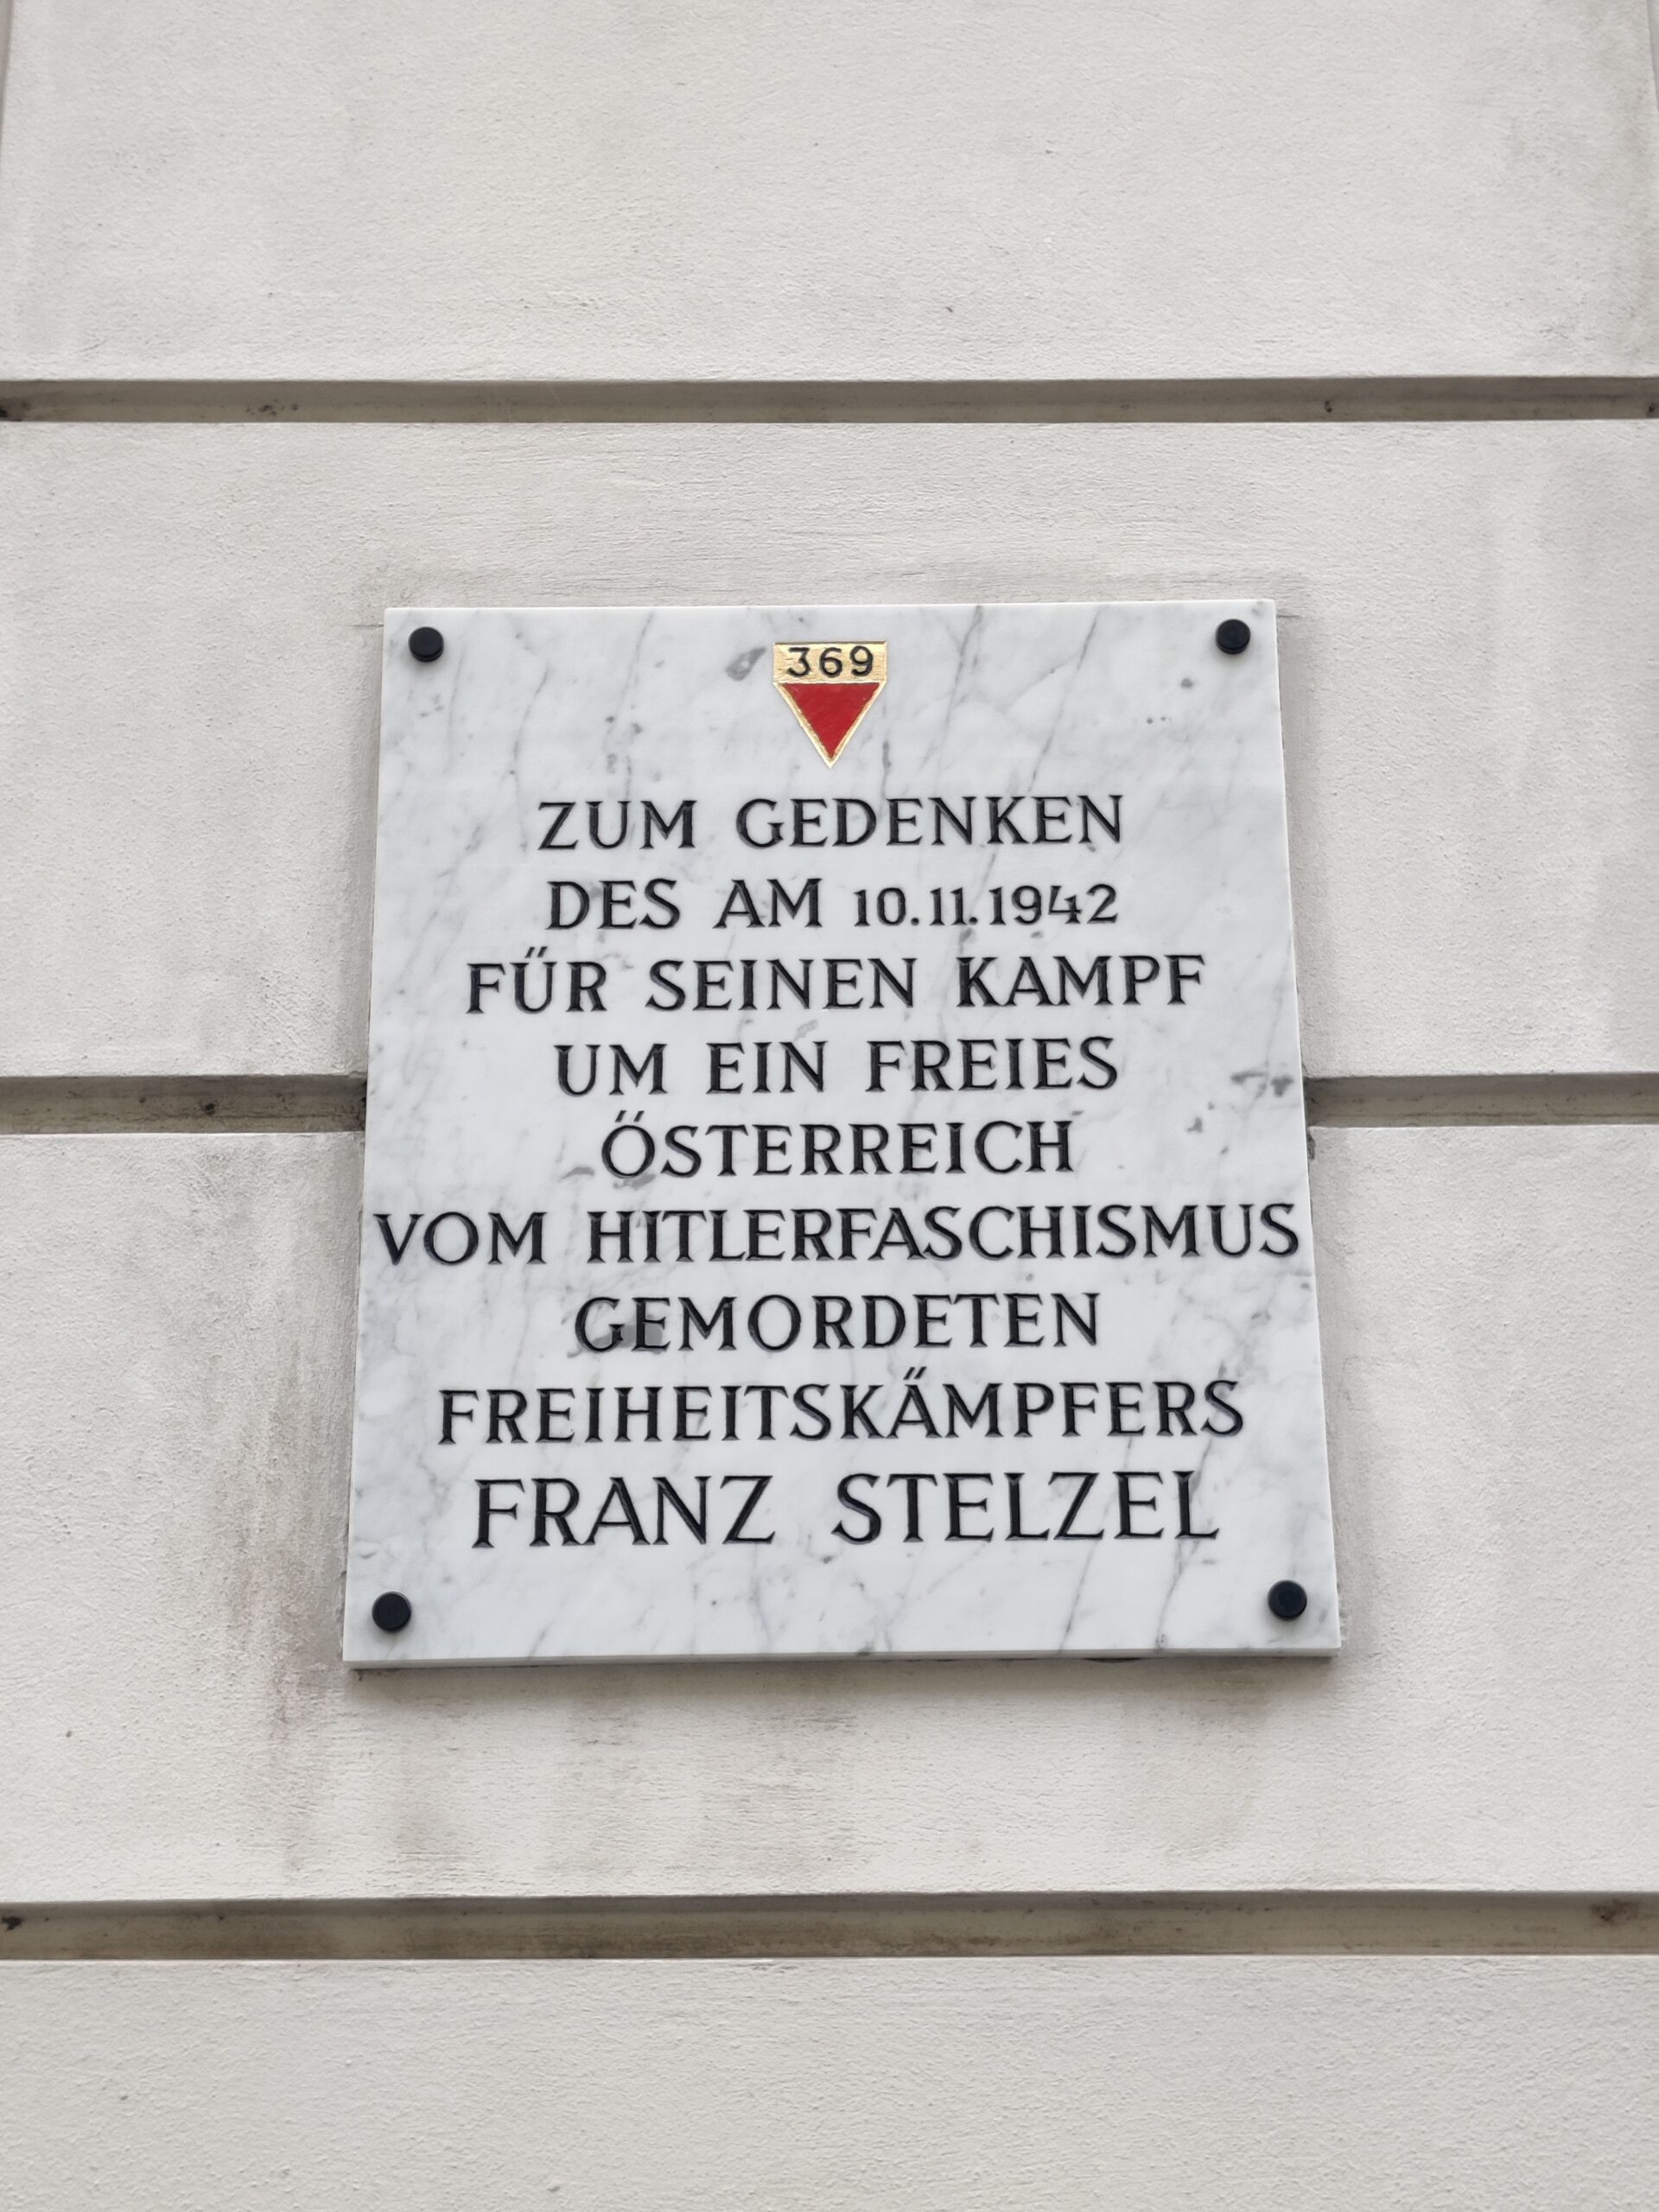 369
ZUM GEDENKEN
DES AM 10.11.1942
FÜR SEINEN KAMPF
UM EIN FREIES
ÖSTERREICH
VOM HITLERFASCHISMUS
GEMORDETEN
FREIHEITSKÄMPFERS
FRANZ STELZEL